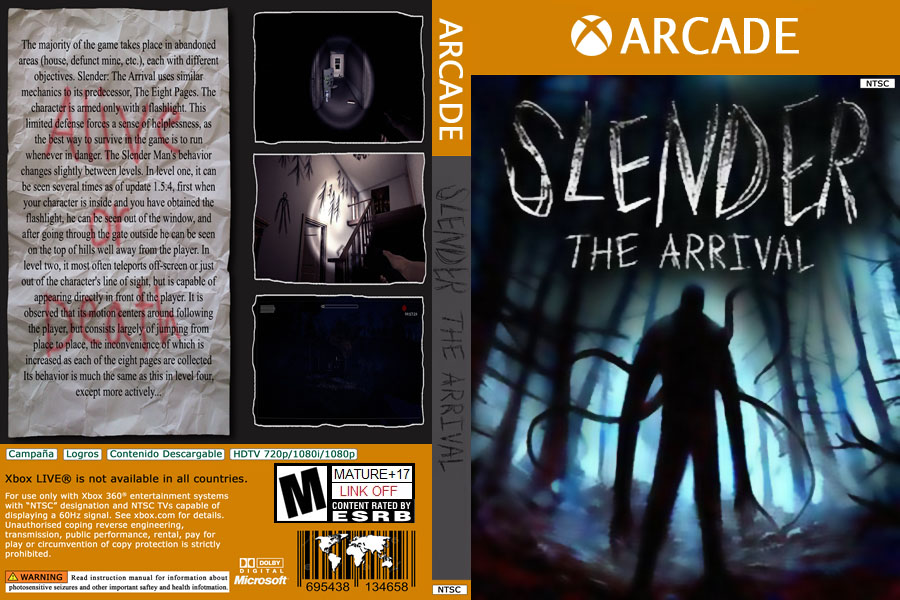 The majority of the game takes place in abandoned
areas (house, defunct mine, etc.), each with different
objectives. Slender: The Arrival uses similar
mechanics to its predecessor, The Eight Pages. The
character is armed only with a flashlight. This
limited defense forces a sense of helplessness, as
the best way to survive in the game is to run
whenever in danger. The Slender Man's behavior
changes slightly between levels. In level one, it can
be seen several times as of update 1.5.4, first when
your character is inside and you have obtained the
flashlight, he can be seen out of the window, and
after going through the gate outside he can be seen
on the top of hills well away from the player. In
level two, it most often teleports off-screen or just
out of the character's line of sight, but is capable of
appearing directly in front of the player. It is
observed that its motion centers around following
the player, but consists largely of jumping from
place to place, the inconvenience of which is
increased as each of the eight pages are collected
Its behavior is much the same as this in level four,
except more actively...
Alive
or
Death
Campaña Logros Contenido Descargable HDTV 720p/1080i/1080p
Xbox LIVE® is not available in all countries.
For use only with Xbox 360® entertainment systems
with "NTSC" designation and NTSC TVs capable of
displaying a 60Hz signal. See xbox.com for details.
Unauthorised coping reverse engineering,
transmission, public performance, rental, pay for
play or circumvention of copy protection is strictly
prohibited.
WARNING Read instruction manual for information about
photosensitive seizures and other important saftey and health infotmation.
M
MATURE+17
LINK OFF
CONTENT RATED BY
ESRB
DOLBY
DIGITAL
Microsoft®
695438 134658
ARCADE
SLENDER THE ARRIVAL
NTSC
ARCADE
NTSC
SLENDER
THE ARRIVAL